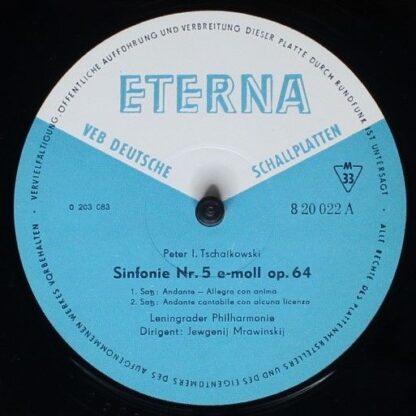 VERVIELFÄLTIGUNG, ÖFFENTLICHE AUFFÜHRUNG UND VERBREITUNG DIESER PLATTE DURCH RUNDFUNK IST UNTERSAGT
ETERNA
VEB DEUTSCHE SCHALLPLATTEN
M
33
0 203 083
8 20 022 A
Peter I. Tschaikowski
Sinfonie Nr. 5 e-moll op. 64
1. Satz: Andante – Allegro con anima
2. Satz: Andante cantabile con alcuna licenza
Leningrader Philharmonie
Dirigent: Jewgenij Mrawinskij
ALLE RECHTE DES PLATTENHERSTELLERS UND DES EIGENTÜMERS DES AUFGENOMMENEN WERKES VORBEHALTEN